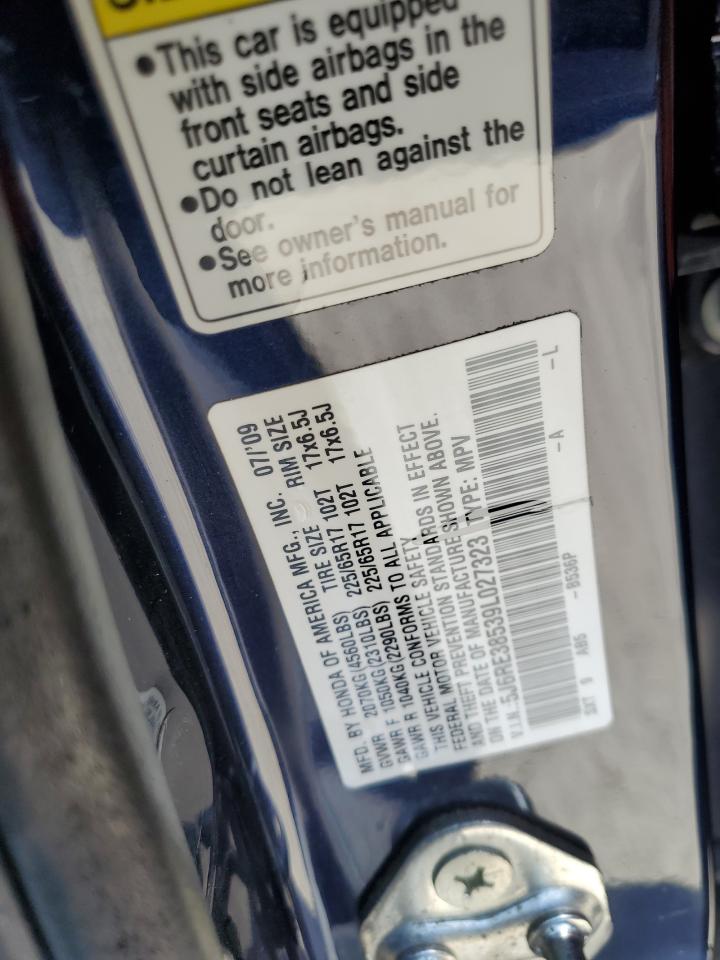 •This car is equipped
with side airbags in the
front seats and side
curtain airbags.
•Do not lean against the
door.
•See owner's manual for
more information.
MFD. BY HONDA OF AMERICA MFG., INC. 07/'09
GVWR 2070KG(4560LBS) TIRE SIZE RIM SIZE
GAWR F 1050KG(2310LBS) 225/65R17 102T 17x6.5J
GAWR R 1040KG(2290LBS) 225/65R17 102T 17x6.5J
THIS VEHICLE CONFORMS TO ALL APPLICABLE
FEDERAL MOTOR VEHICLE SAFETY
AND THEFT PREVENTION STANDARDS IN EFFECT
ON THE DATE OF MANUFACTURE SHOWN ABOVE.
V.I.N. 5J6RE38539L027323 TYPE: MPV
SXT 9 AB5 -B536P -A -L